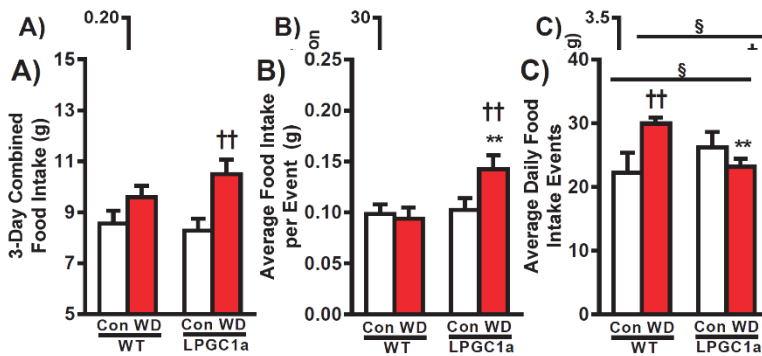 A) 0.20 B) 30 C) 3.5
on g)
§
A) B) C)
§
3-Day Combined
Food Intake (g)
15
13
11
9
7
5
††
Con WD Con WD
WT LPGC1a
Average Food Intake
per Event (g)
0.25
0.20
0.15
0.10
0.05
0.00
††
**
Con WD Con WD
WT LPGC1a
Average Daily Food
Intake Events
40
30
20
10
0
††
**
Con WD Con WD
WT LPGC1a